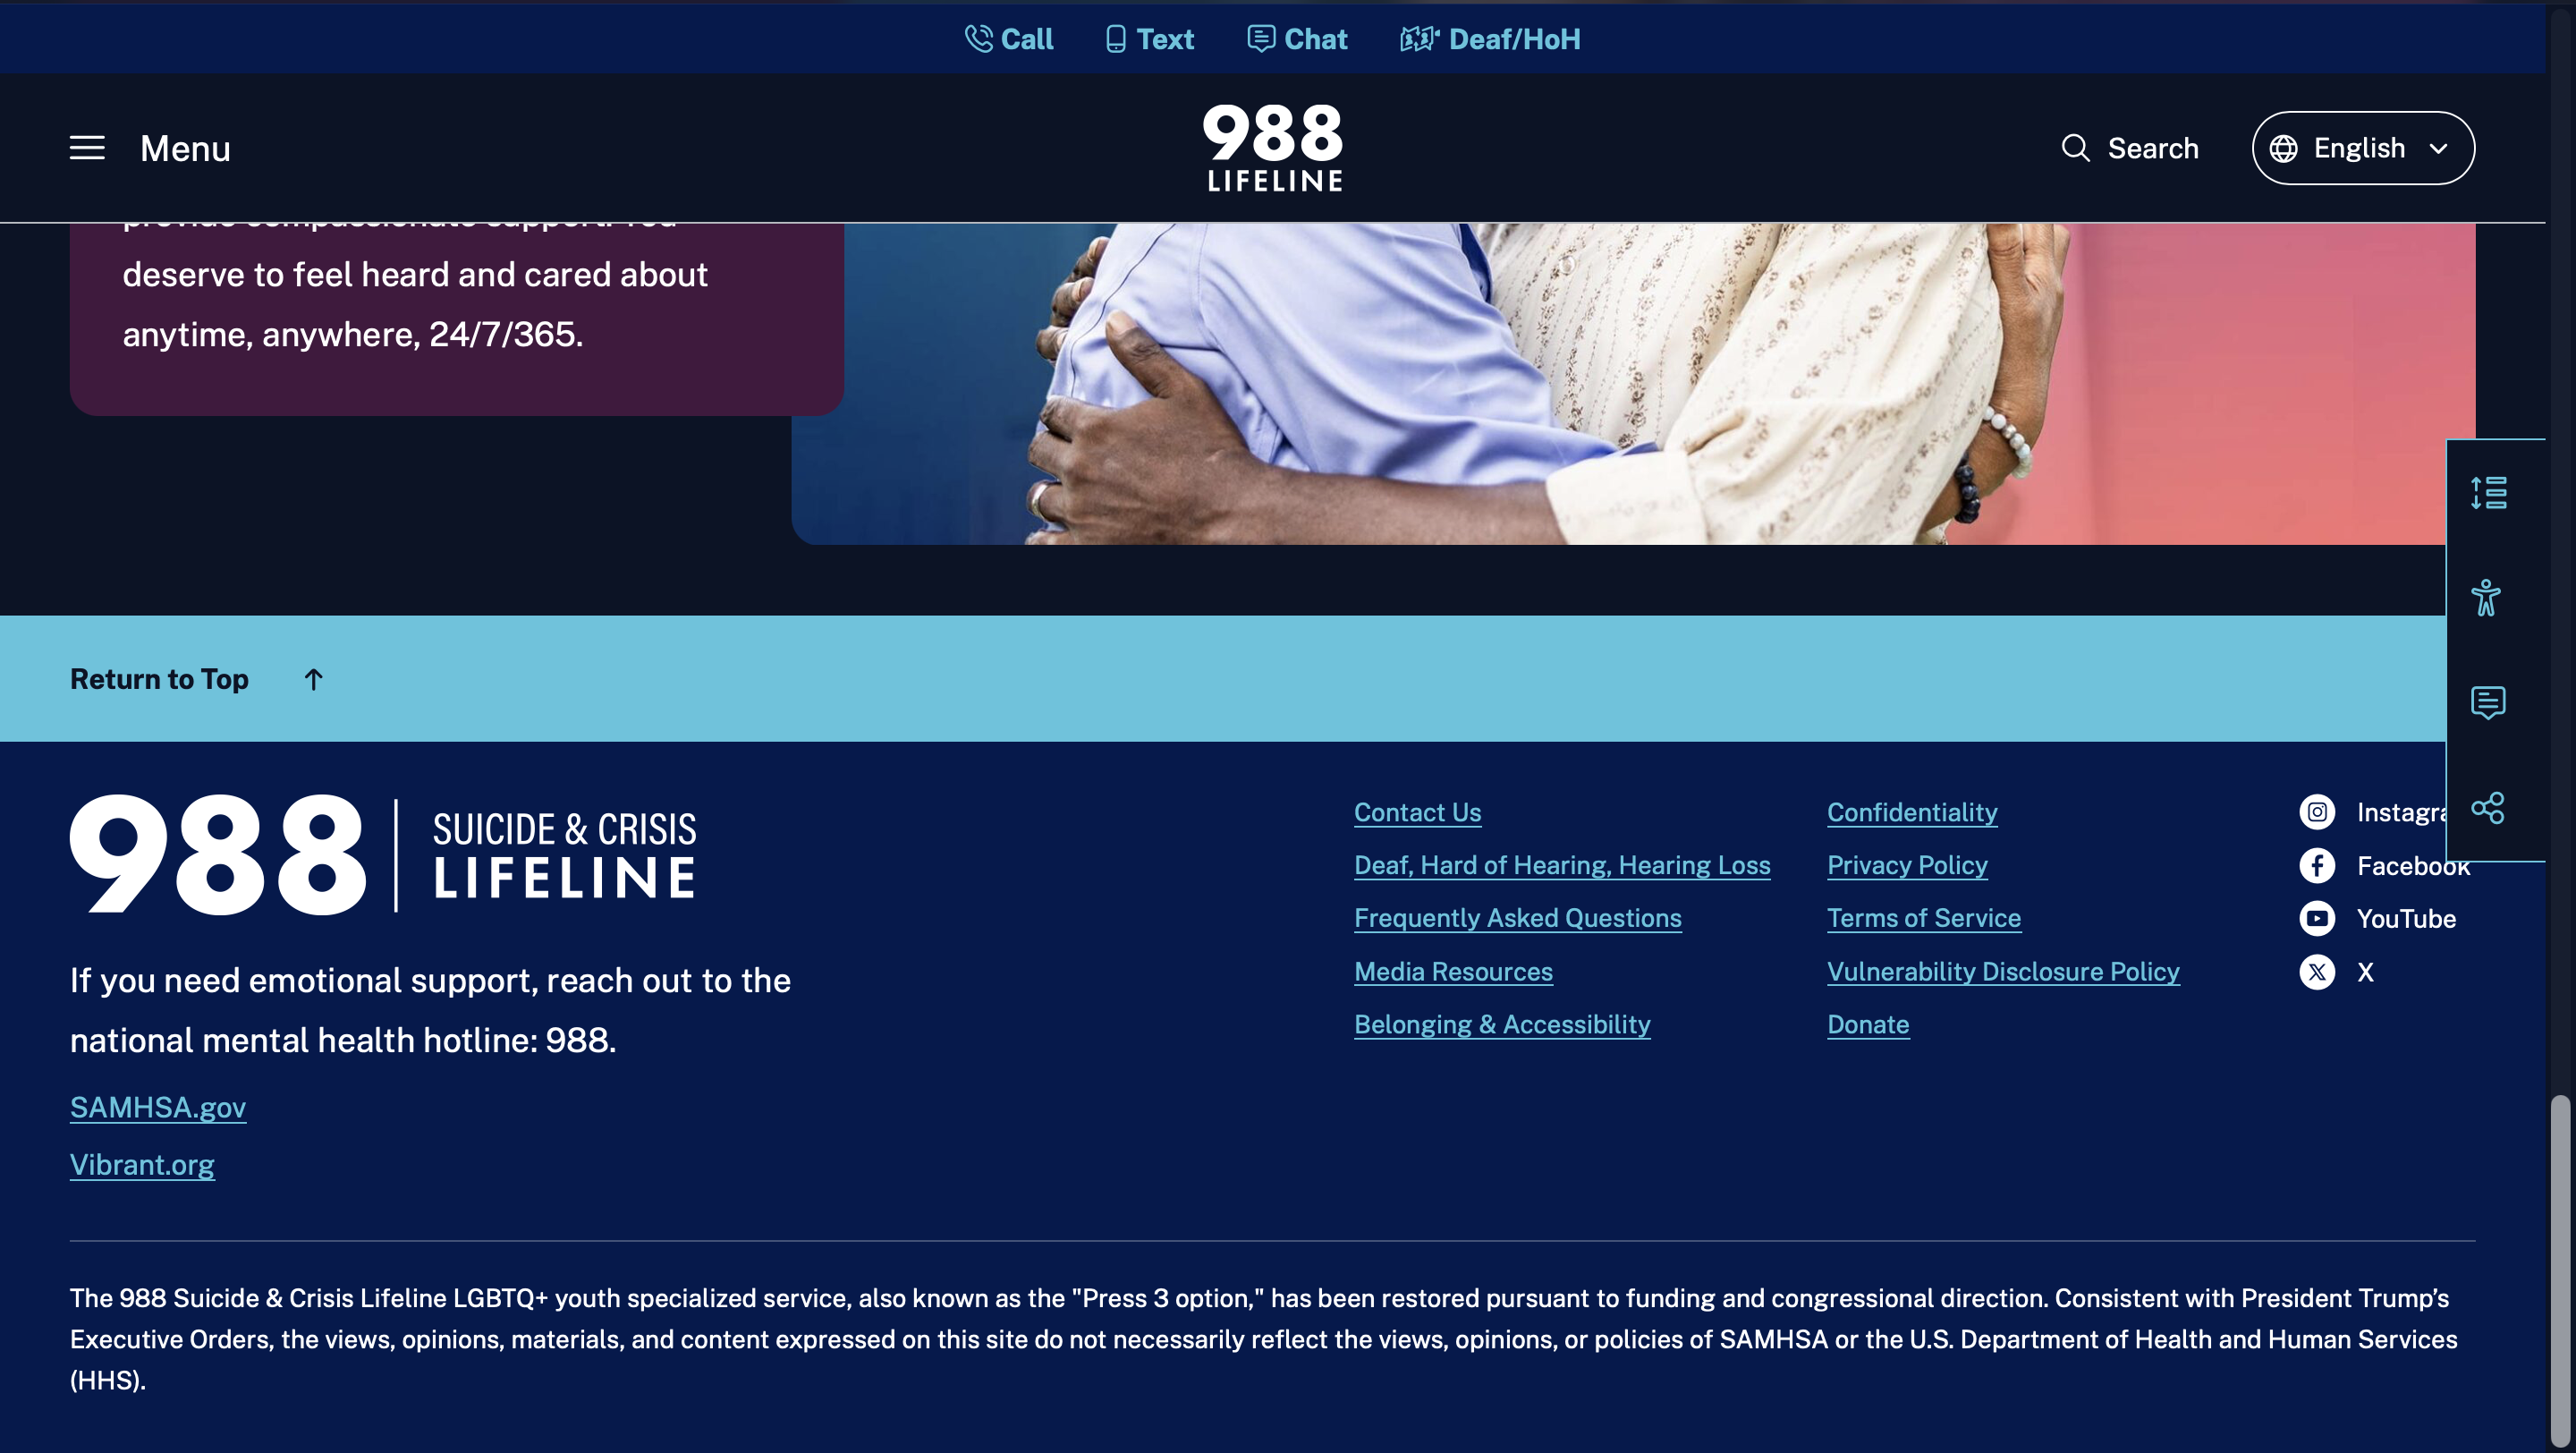 Call Text Chat Deaf/HoH
Menu
988
LIFELINE
Search
English
provide compassionate support. You
deserve to feel heard and cared about
anytime, anywhere, 24/7/365.
Return to Top
988
SUICIDE & CRISIS
LIFELINE
If you need emotional support, reach out to the
national mental health hotline: 988.
SAMHSA.gov
Vibrant.org
Contact Us
Deaf, Hard of Hearing, Hearing Loss
Frequently Asked Questions
Media Resources
Belonging & Accessibility
Confidentiality
Privacy Policy
Terms of Service
Vulnerability Disclosure Policy
Donate
Instagra
Facebook
YouTube
X
The 988 Suicide & Crisis Lifeline LGBTQ+ youth specialized service, also known as the "Press 3 option," has been restored pursuant to funding and congressional direction. Consistent with President Trump’s
Executive Orders, the views, opinions, materials, and content expressed on this site do not necessarily reflect the views, opinions, or policies of SAMHSA or the U.S. Department of Health and Human Services
(HHS).